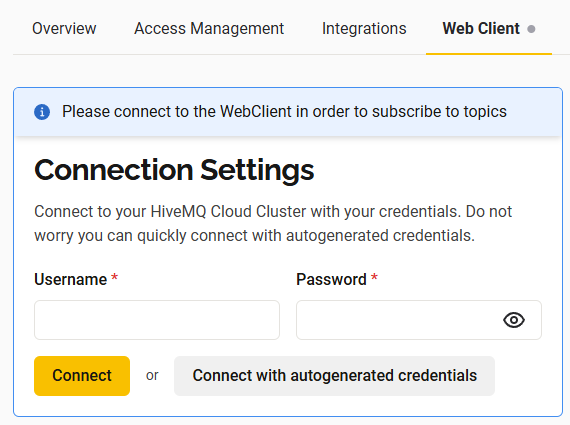 Overview Access Management Integrations Web Client
Please connect to the WebClient in order to subscribe to topics
Connection Settings
Connect to your HiveMQ Cloud Cluster with your credentials. Do not
worry you can quickly connect with autogenerated credentials.
Username * Password *
Connect or Connect with autogenerated credentials